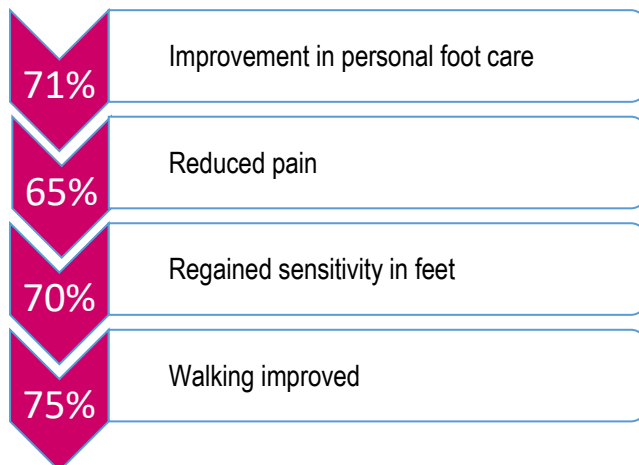 71%
Improvement in personal foot care
65%
Reduced pain
70%
Regained sensitivity in feet
75%
Walking improved